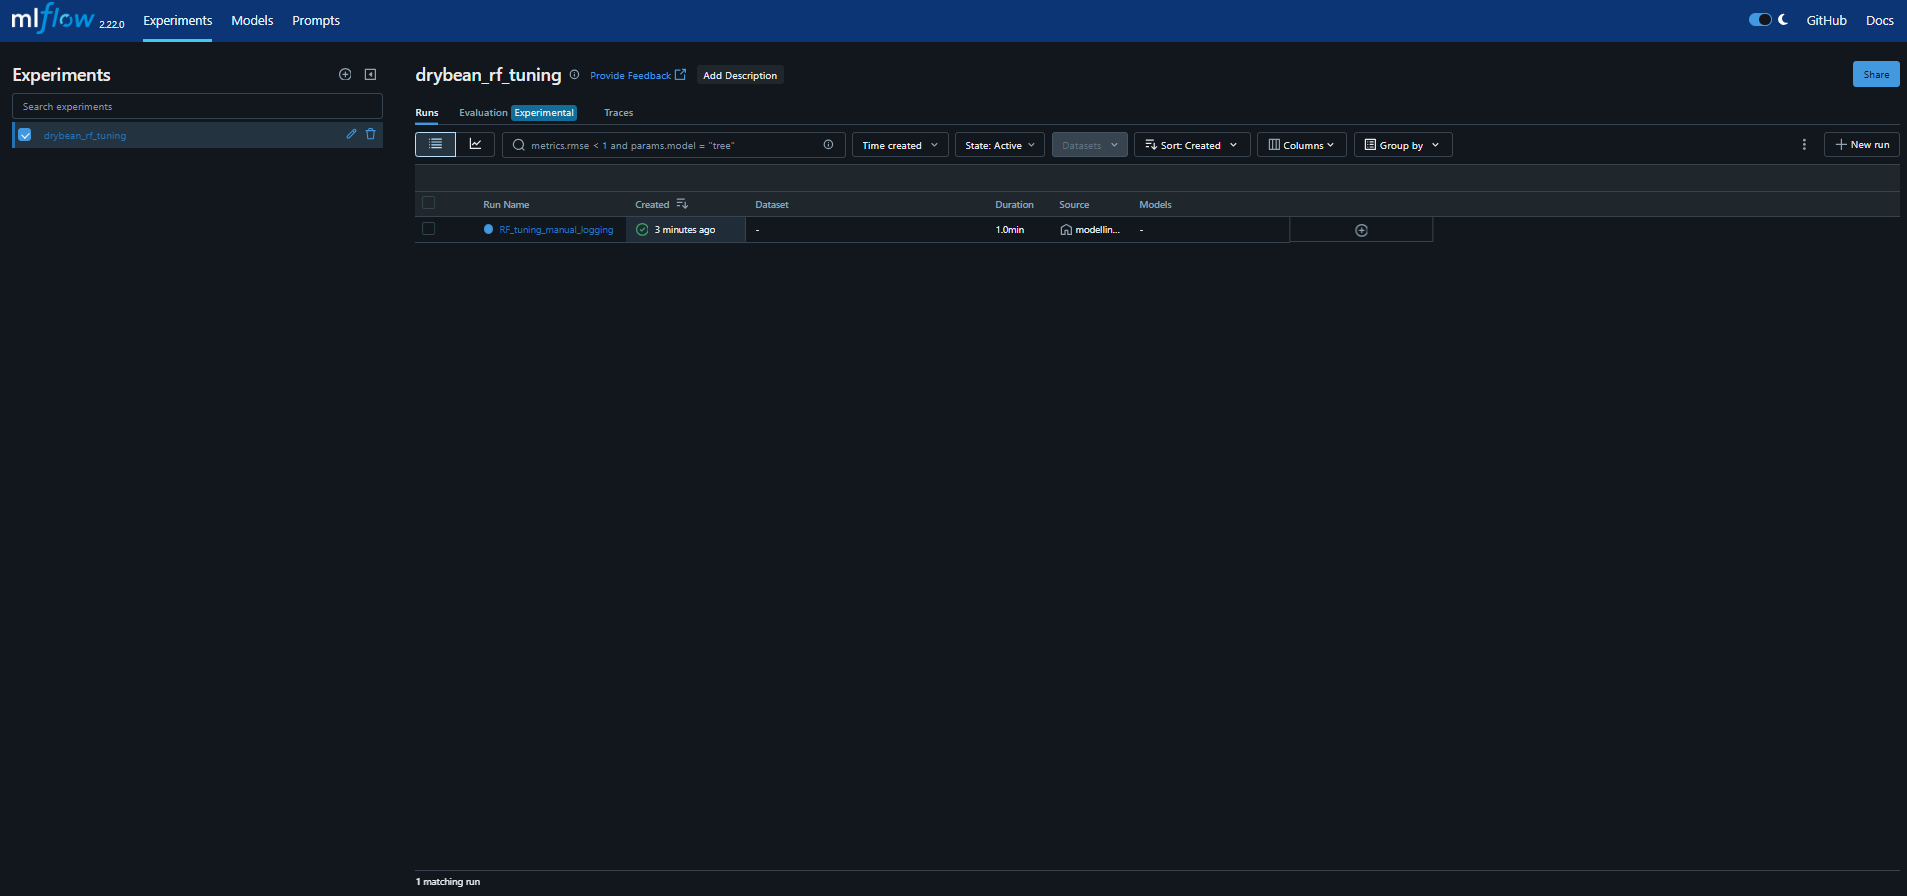 mlflow 2.22.0 Experiments Models Prompts GitHub Docs
Experiments
Search experiments
drybean_rf_tuning
drybean_rf_tuning Provide Feedback Add Description Share
Runs Evaluation Experimental Traces
metrics.rmse < 1 and params.model = "tree" Time created State: Active Datasets Sort: Created Columns Group by New run
Run Name Created Dataset Duration Source Models
RF_tuning_manual_logging 3 minutes ago - 1.0min modellin... -
1 matching run